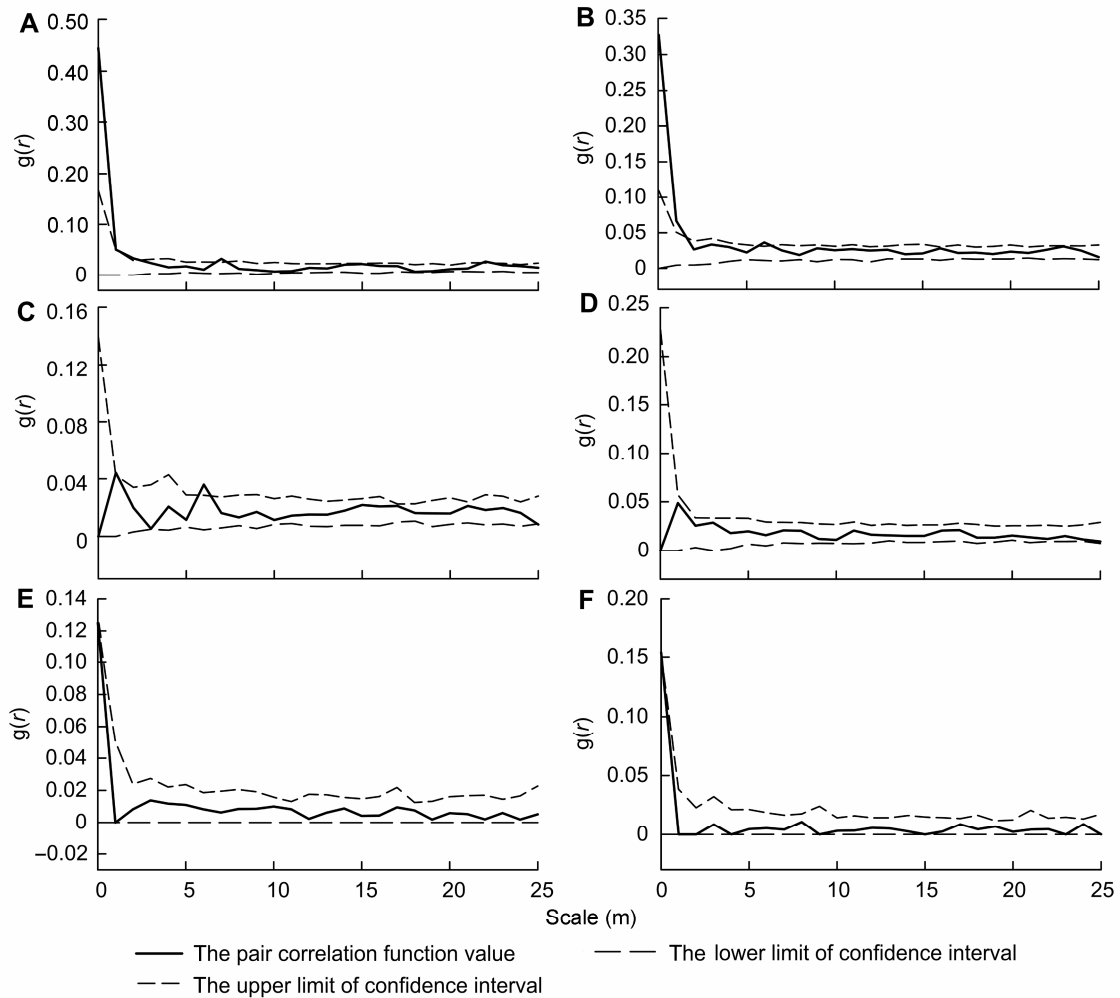 A
0.50
0.40
0.30
0.20
0.10
0
g(r)
B
0.35
0.30
0.25
0.20
0.15
0.10
0.05
0
g(r)
C
0.16
0.12
0.08
0.04
0
g(r)
D
0.25
0.20
0.15
0.10
0.05
0
g(r)
E
0.14
0.12
0.10
0.08
0.06
0.04
0.02
0
–0.02
g(r)
0 5 10 15 20 25
F
0.20
0.15
0.10
0.05
0
g(r)
0 5 10 15 20 25
Scale (m)
The pair correlation function value
The lower limit of confidence interval
The upper limit of confidence interval